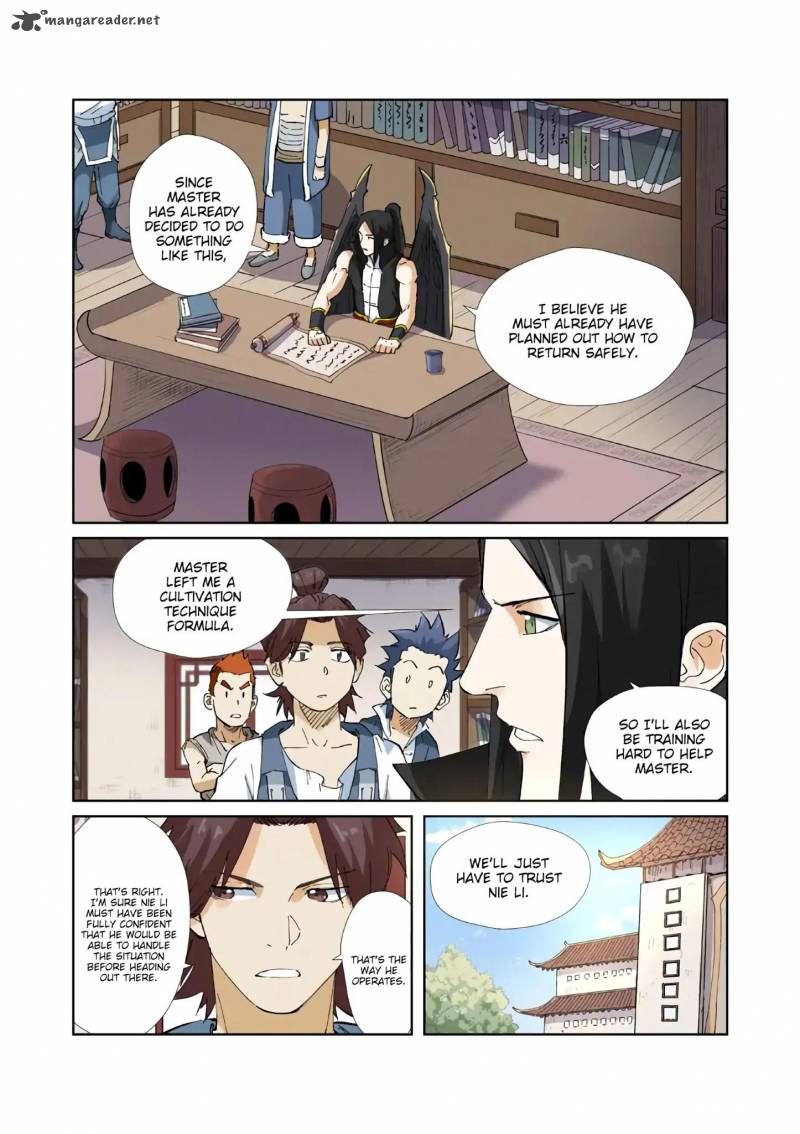 mangareader.net
SINCE
MASTER
HAS ALREADY
DECIDED TO DO
SOMETHING
LIKE THIS,
I BELIEVE HE
MUST ALREADY HAVE
PLANNED OUT HOW TO
RETURN SAFELY.
MASTER
LEFT ME A
CULTIVATION
TECHNIQUE
FORMULA.
SO I'LL ALSO
BE TRAINING
HARD TO HELP
MASTER.
THAT'S RIGHT.
I'M SURE NIE LI
MUST HAVE BEEN
FULLY CONFIDENT
THAT HE WOULD BE
ABLE TO HANDLE
THE SITUATION
BEFORE HEADING
OUT THERE.
THAT'S THE
WAY HE
OPERATES.
WE'LL JUST
HAVE TO TRUST
NIE LI.